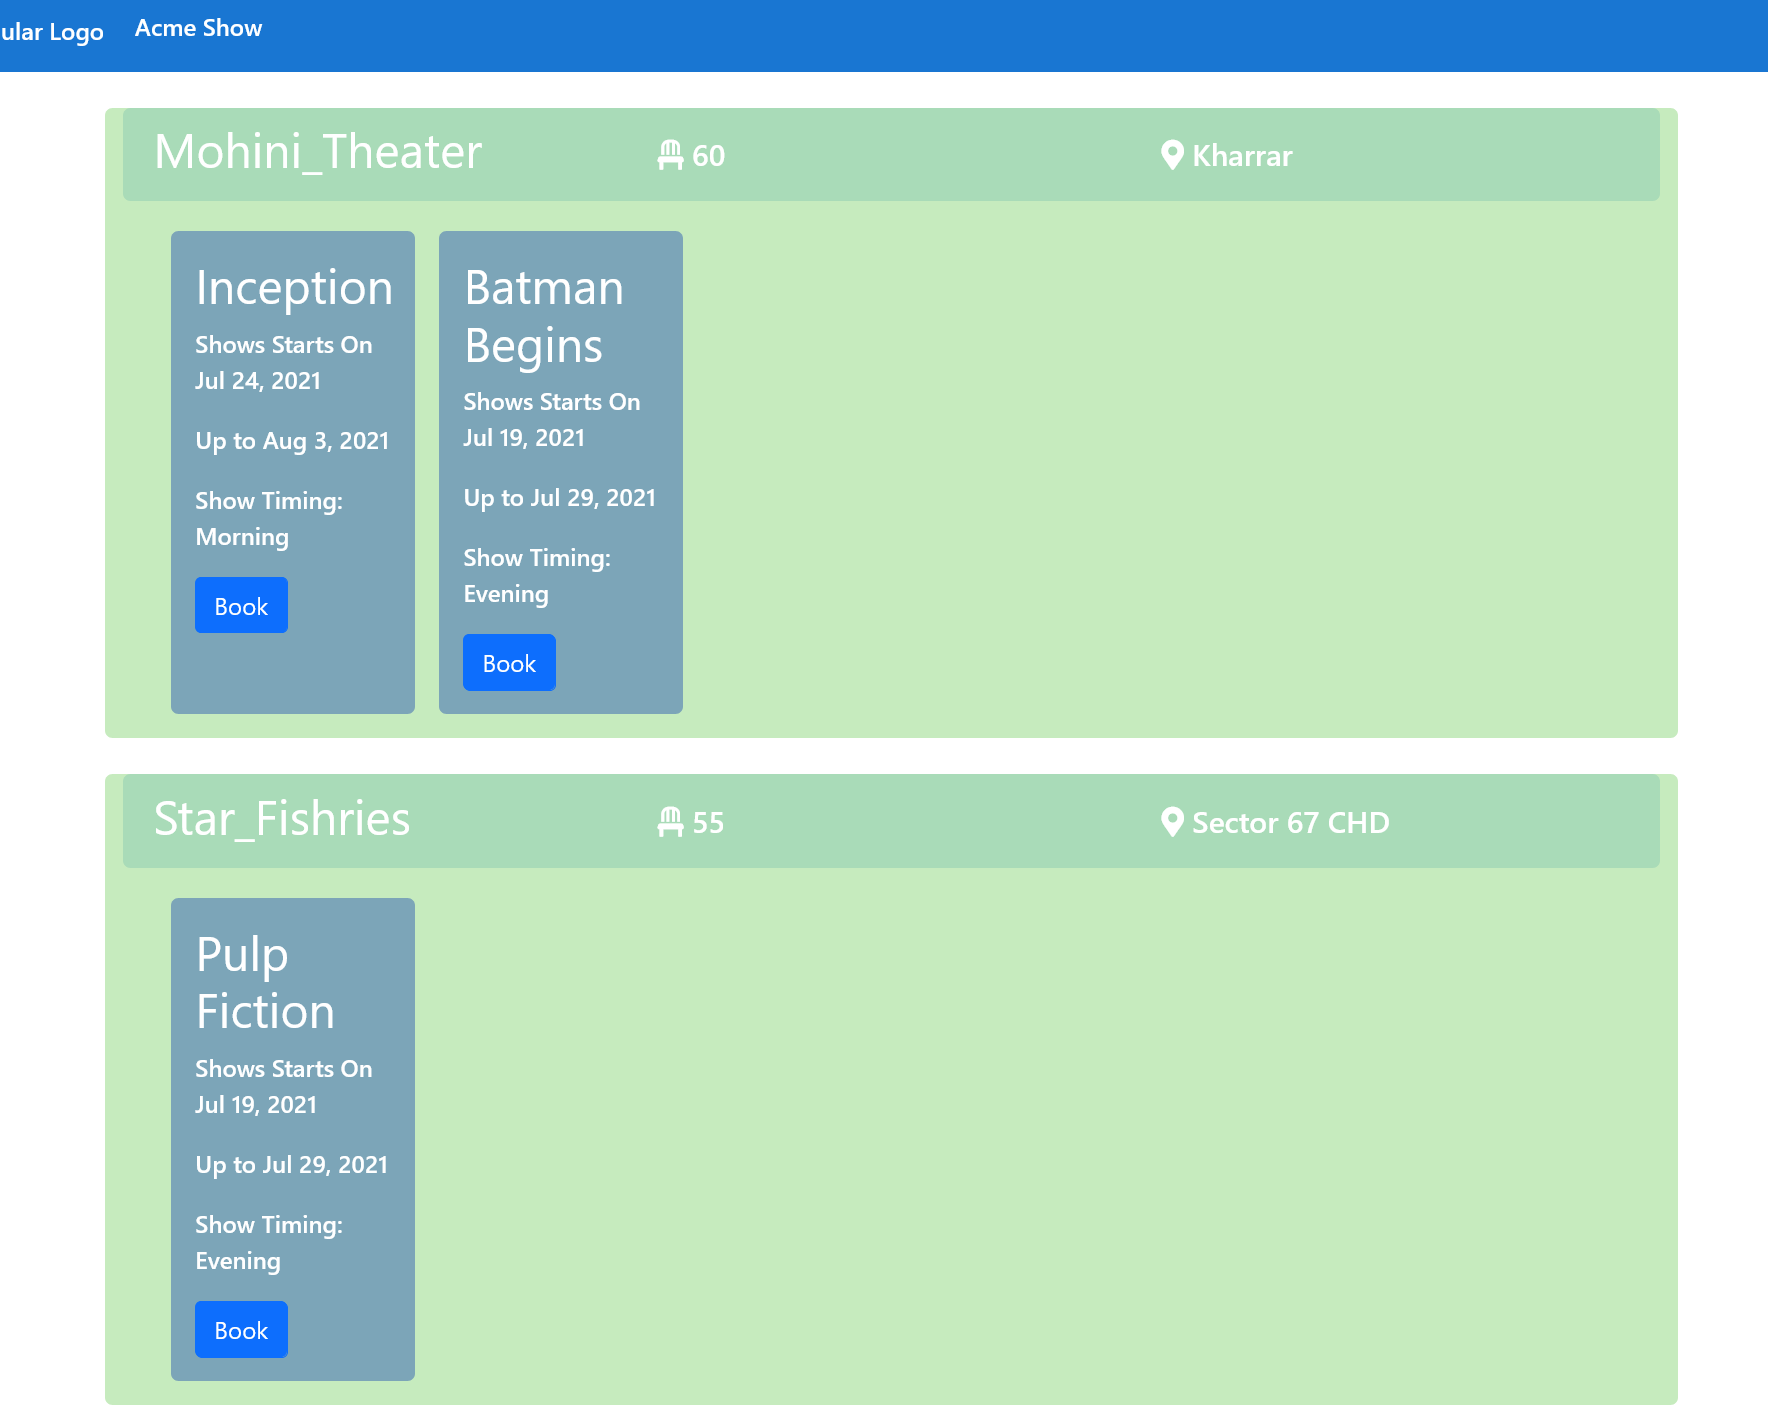 ular Logo Acme Show
Mohini_Theater 60 Kharrar
Inception
Shows Starts On
Jul 24, 2021
Up to Aug 3, 2021
Show Timing:
Morning
Book
Batman
Begins
Shows Starts On
Jul 19, 2021
Up to Jul 29, 2021
Show Timing:
Evening
Book
Star_Fishries 55 Sector 67 CHD
Pulp
Fiction
Shows Starts On
Jul 19, 2021
Up to Jul 29, 2021
Show Timing:
Evening
Book